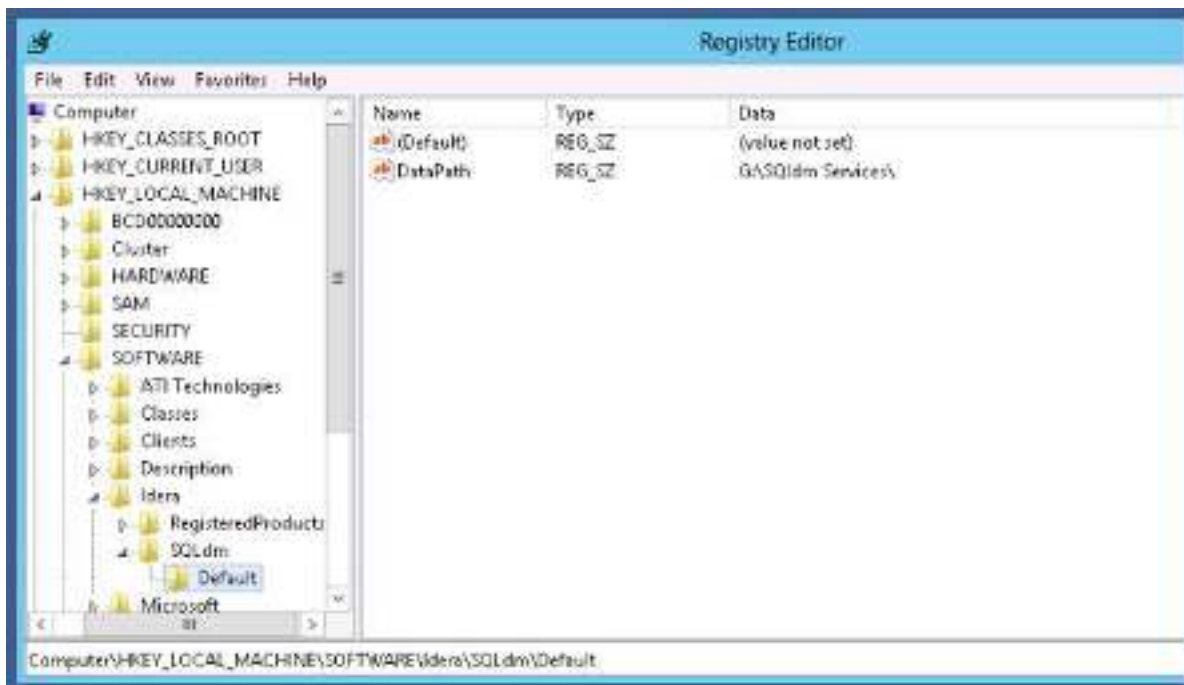 Registry Editor
File Edit View Favorites Help
Computer
HKEY_CLASSES_ROOT
HKEY_CURRENT_USER
HKEY_LOCAL_MACHINE
BCD00000000
Cluster
HARDWARE
SAM
SECURITY
SOFTWARE
ATI Technologies
Classes
Clients
Description
Idera
RegisteredProducts
SQLdm
Default
Microsoft
Name Type Data
(Default) REG_SZ (value not set)
DataPath REG_SZ G:\SQldm Services\
Computer\HKEY_LOCAL_MACHINE\SOFTWARE\Idera\SQLdm\Default